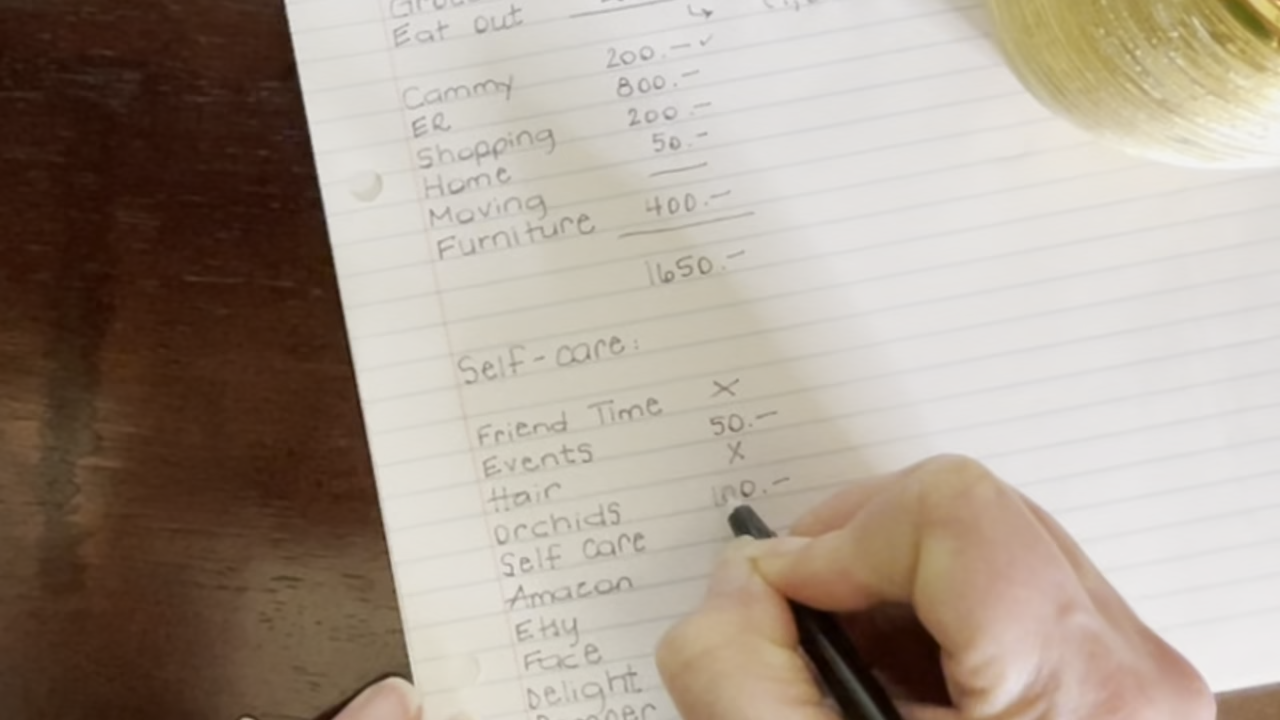 Eat out
Cammy 200.- ✓
ER 800.-
Shopping 200.-
Home 50.-
Moving —
Furniture 400.-
1650.-
Self-care:
Friend Time X
Events 50.-
Hair X
Orchids 100.-
Self care
Amazon
Etsy
Face
Delight